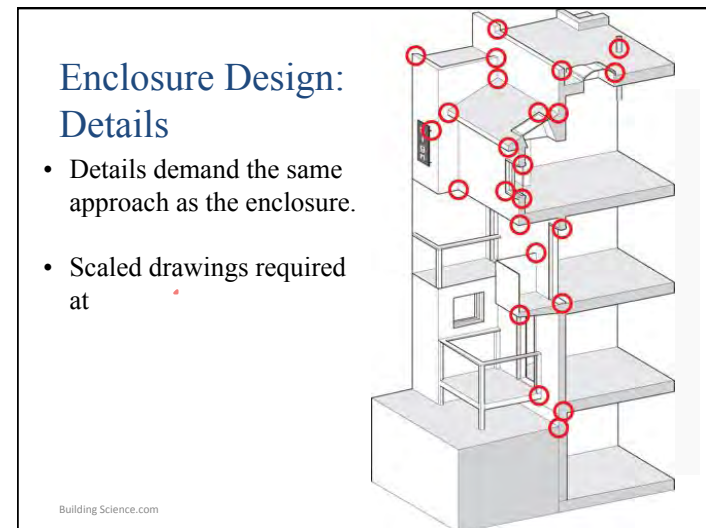 Enclosure Design:
Details
• Details demand the same
approach as the enclosure.
• Scaled drawings required
at
Building Science.com